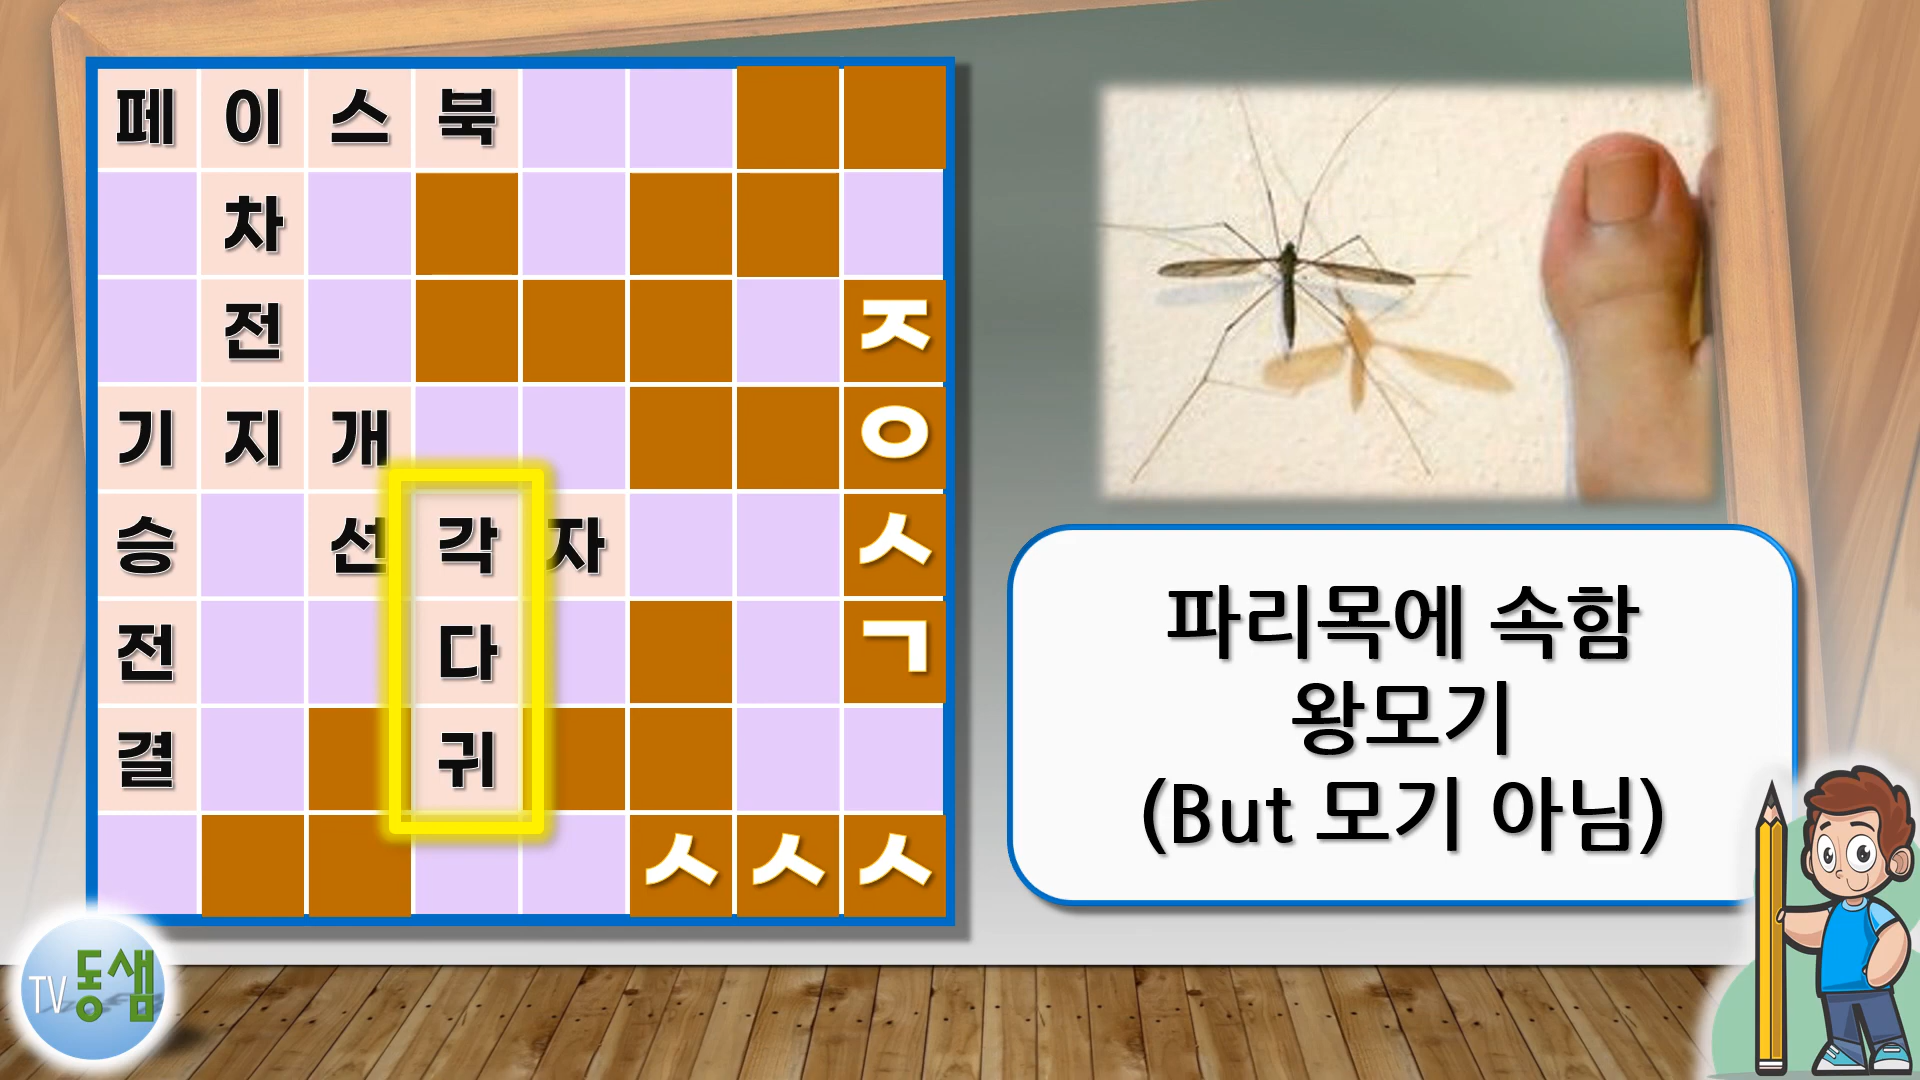 페이스북
차
전
ㅈ
기지개
ㅇ
승
선각자
ㅅ
전
다
ㄱ
결
귀
ㅅㅅㅅ
파리목에 속함
왕모기
(But 모기 아님)
TV 동샘